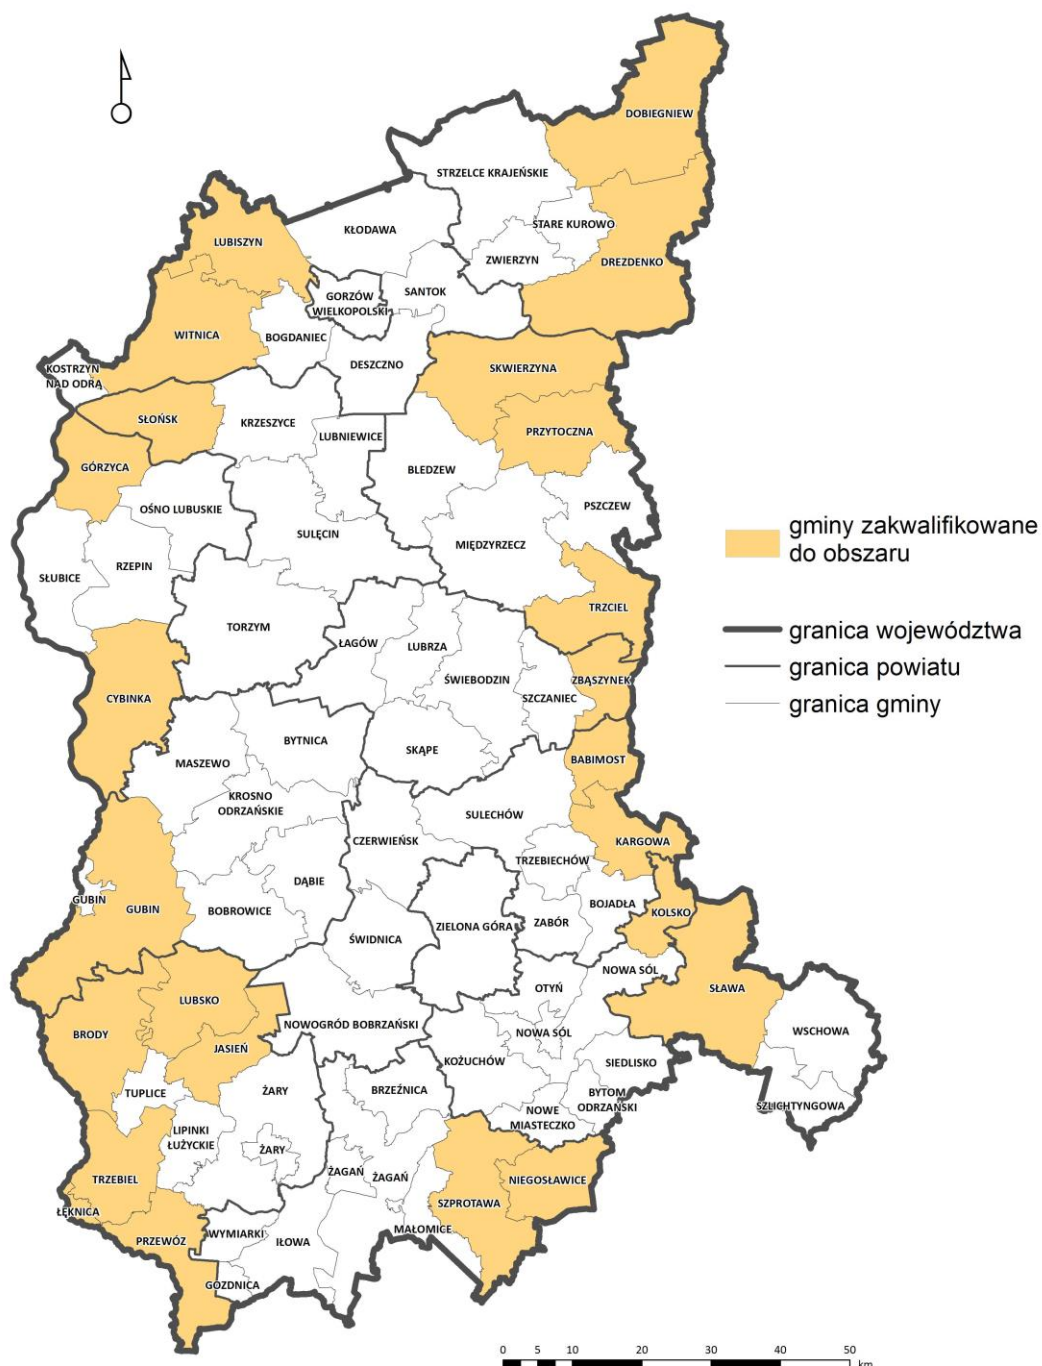 DOBIEGNIEW
STRZELCE KRAJEŃSKIE
STARE KUROWO
KŁODAWA
LUBISZYN
ZWIERZYN
DREZDENKO
SANTOK
GORZÓW
WIELKOPOLSKI
WITNICA
BOGDANIEC
DESZCZNO
KOSTRZYN
NAD ODRĄ
SKWIERZYNA
SŁOŃSK
KRZESZYCE
LUBNIEWICE
PRZYTOCZNA
GÓRZYCA
BLEDZEW
OŚNO LUBUSKIE
PSZCZEW
SULĘCIN
MIĘDZYRZECZ
SŁUBICE
RZEPIN
TRZCIEL
TORZYM
ŁAGÓW
LUBRZA
ŚWIEBODZIN
ZBĄSZYNEK
CYBINKA
SZCZANIEC
BYTNICA
SKĄPE
MASZEWO
BABIMOST
KROSNO
ODRZAŃSKIE
SULECHÓW
CZERWIEŃSK
KARGOWA
TRZEBIECHÓW
DĄBIE
GUBIN
GUBIN
BOBROWICE
BOJADŁA
KOLSKO
ZABÓR
ZIELONA GÓRA
ŚWIDNICA
NOWA SÓL
SŁAWA
OTYŃ
LUBSKO
NOWOGRÓD BOBRZAŃSKI
NOWA SÓL
WSCHOWA
BRODY
JASIEŃ
KOŻUCHÓW
SIEDLISKO
TUPLICE
ŻARY
BRZEŹNICA
BYTOM
ODRZAŃSKI
SZLICHTYNGOWA
NOWE
MIASTECZKO
LIPINKI
ŁUŻYCKIE
ŻARY
ŻAGAŃ
ŻAGAŃ
TRZEBIEL
NIEGOSŁAWICE
SZPROTAWA
ŁĘKNICA
MAŁOMICE
PRZEWÓZ
WYMIARKI
IŁOWA
GOZDNICA
gminy zakwalifikowane
do obszaru
granica województwa
granica powiatu
granica gminy
0 5 10 20 30 40 50
km